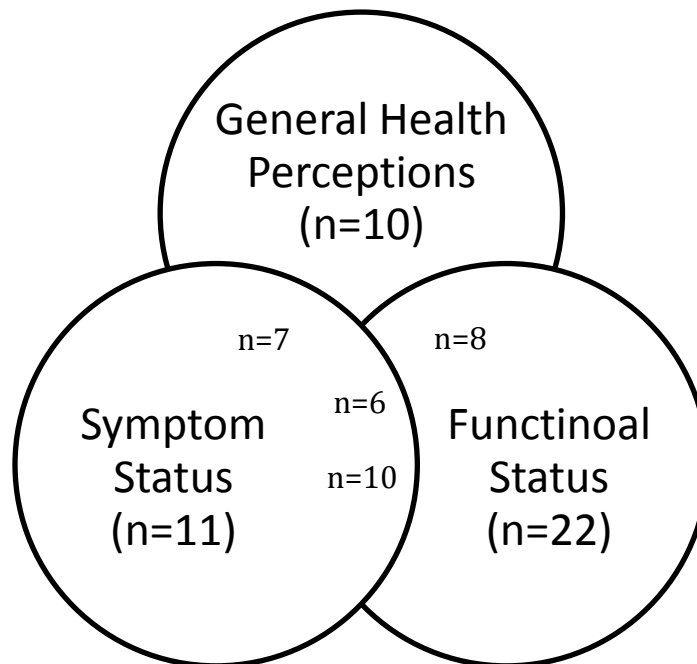 General Health
Perceptions
(n=10)
n=7
n=8
n=6
n=10
Symptom
Status
(n=11)
Functinoal
Status
(n=22)